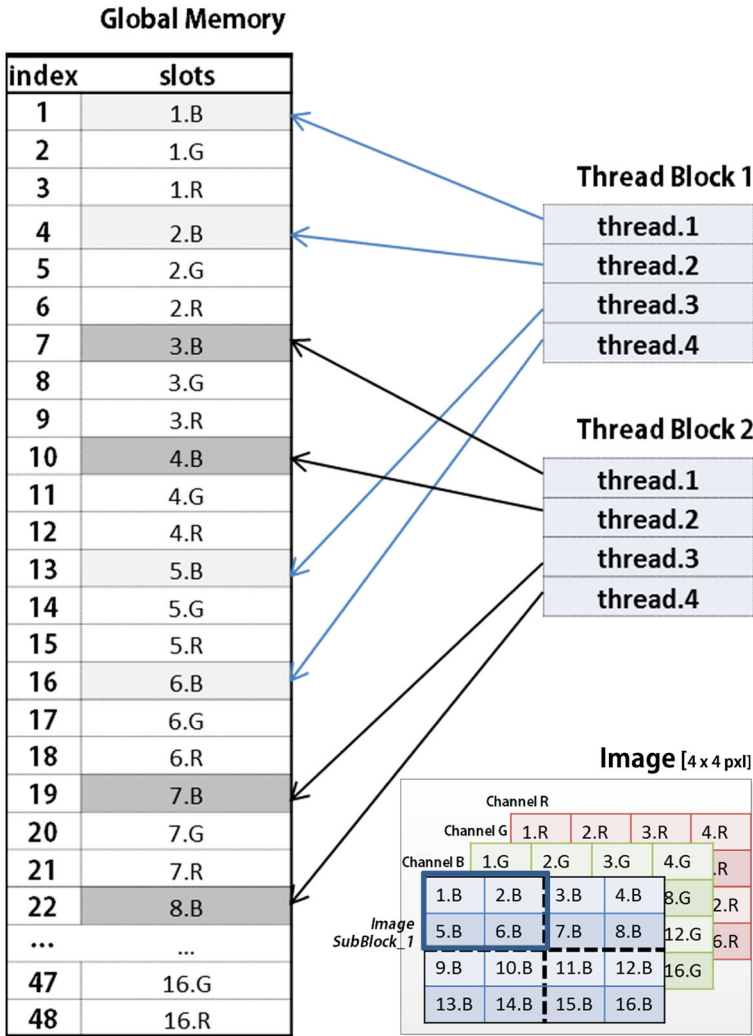 Global Memory
index slots
1 1.B
2 1.G
3 1.R
4 2.B
5 2.G
6 2.R
7 3.B
8 3.G
9 3.R
10 4.B
11 4.G
12 4.R
13 5.B
14 5.G
15 5.R
16 6.B
17 6.G
18 6.R
19 7.B
20 7.G
21 7.R
22 8.B
... ...
47 16.G
48 16.R
Thread Block 1
thread.1
thread.2
thread.3
thread.4
Thread Block 2
thread.1
thread.2
thread.3
thread.4
Image [4 x 4 pxl]
Channel R
Channel G 1.R 2.R 3.R 4.R
Channel B 1.G 2.G 3.G 4.G .R
1.B 2.B 3.B 4.B 8.G 2.R
Image
SubBlock_1
5.B 6.B 7.B 8.B 12.G 6.R
9.B 10.B 11.B 12.B 16.G
13.B 14.B 15.B 16.B